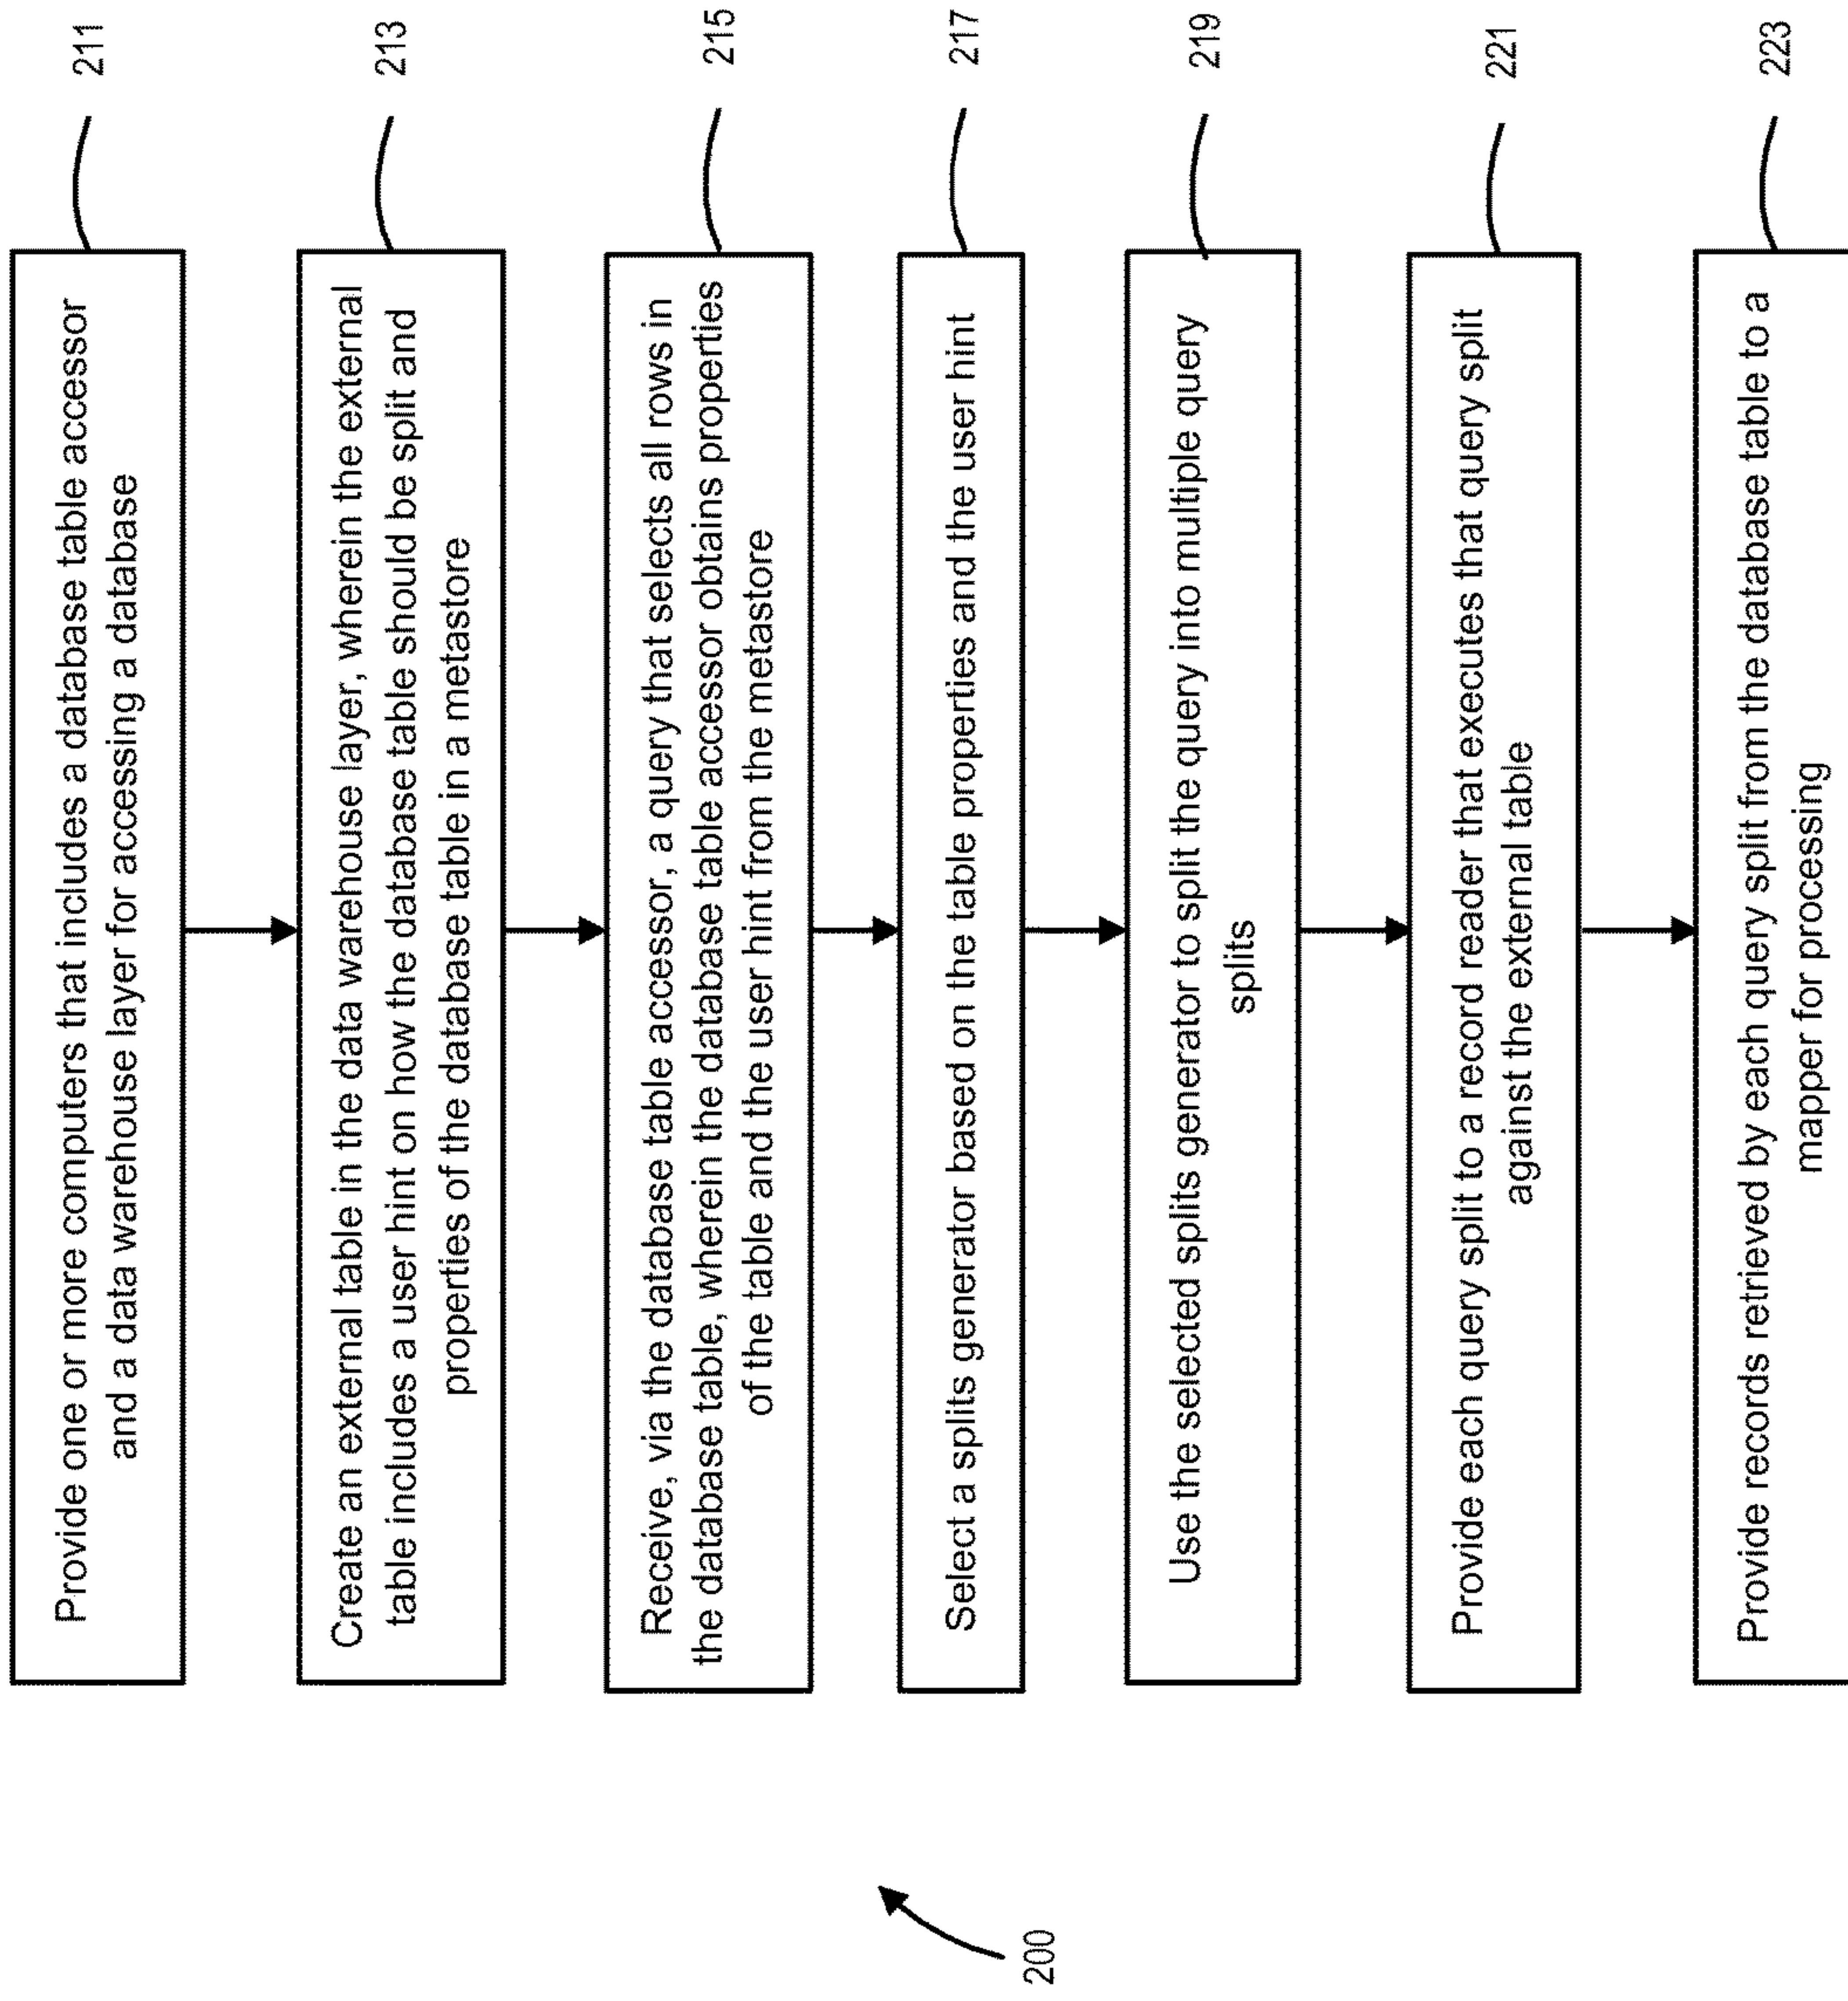 Provide one or more computers that includes a database table accessor
and a data warehouse layer for accessing a database
211
Create an external table in the data warehouse layer, wherein the external
table includes a user hint on how the database table should be split and
properties of the database table in a metastore
213
Receive, via the database table accessor, a query that selects all rows in
the database table, wherein the database table accessor obtains properties
of the table and the user hint from the metastore
215
Select a splits generator based on the table properties and the user hint
217
Use the selected splits generator to split the query into multiple query
splits
219
Provide each query split to a record reader that executes that query split
against the external table
221
Provide records retrieved by each query split from the database table to a
mapper for processing
223
200